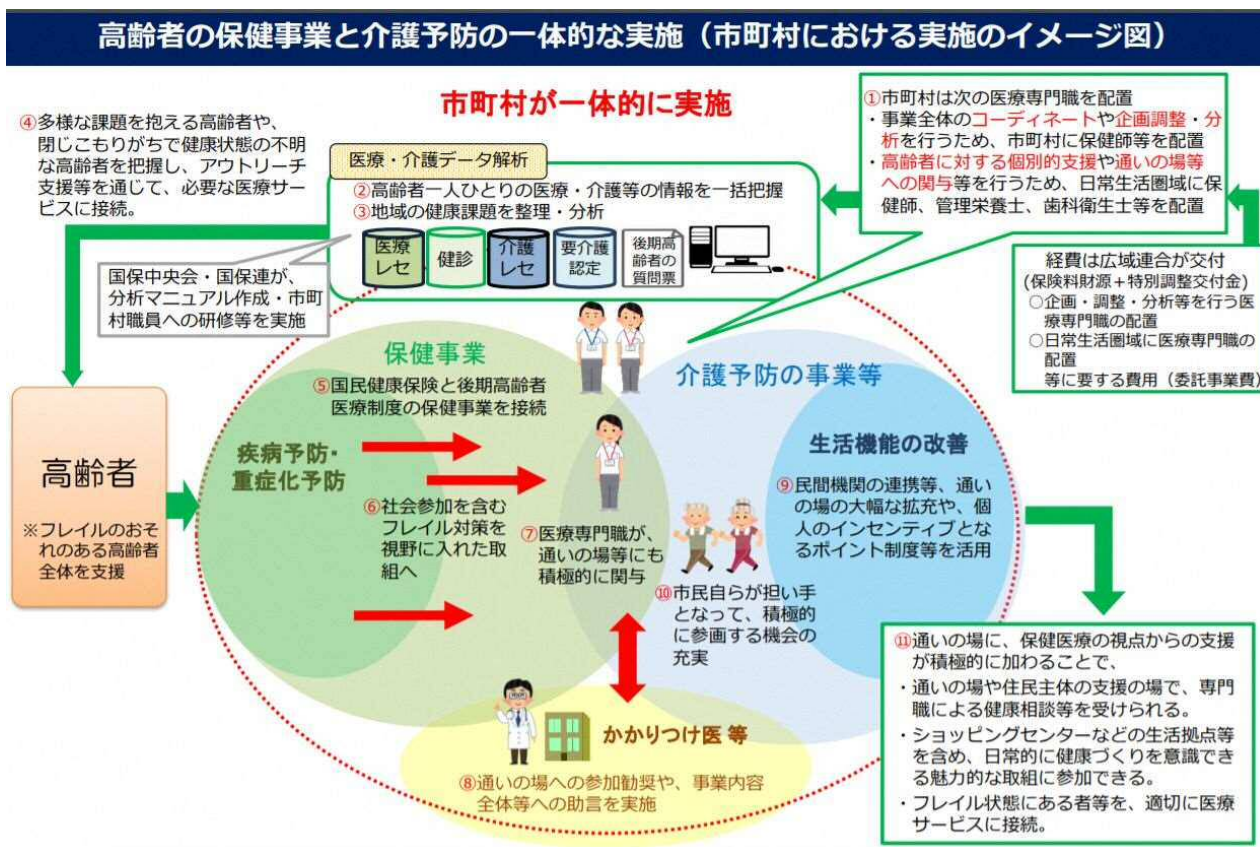 高齢者の保健事業と介護予防の一体的な実施（市町村における実施のイメージ図）
市町村が一体的に実施
①市町村は次の医療専門職を配置
・事業全体のコーディネートや企画調整・分
析を行うため、市町村に保健師等を配置
・高齢者に対する個別的支援や通いの場等
への関与等を行うため、日常生活圏域に保
健師、管理栄養士、歯科衛生士等を配置
④多様な課題を抱える高齢者や、
閉じこもりがちで健康状態の不明
な高齢者を把握し、アウトリーチ
支援等を通じて、必要な医療サー
ビスに接続。
医療・介護データ解析
②高齢者一人ひとりの医療・介護等の情報を一括把握
③地域の健康課題を整理・分析
医療
レセ
健診
介護
レセ
要介護
認定
後期高
齢者の
質問票
経費は広域連合が交付
(保険料財源＋特別調整交付金)
○企画・調整・分析等を行う医
療専門職の配置
○日常生活圏域に医療専門職の
配置
等に要する費用（委託事業費）
国保中央会・国保連が、
分析マニュアル作成・市町
村職員への研修等を実施
保健事業
⑤国民健康保険と後期高齢者
医療制度の保健事業を接続
介護予防の事業等
高齢者
※フレイルのおそ
れのある高齢者
全体を支援
疾病予防・
重症化予防
⑥社会参加を含む
フレイル対策を
視野に入れた取
組へ
⑦医療専門職が、
通いの場等にも
積極的に関与
生活機能の改善
⑨民間機関の連携等、通い
の場の大幅な拡充や、個
人のインセンティブとな
るポイント制度等を活用
⑩市民自らが担い手
となって、積極的
に参画する機会の
充実
かかりつけ医 等
⑧通いの場への参加勧奨や、事業内容
全体等への助言を実施
⑪通いの場に、保健医療の視点からの支援
が積極的に加わることで、
・通いの場や住民主体の支援の場で、専門
職による健康相談等を受けられる。
・ショッピングセンターなどの生活拠点等
を含め、日常的に健康づくりを意識でき
る魅力的な取組に参加できる。
・フレイル状態にある者等を、適切に医療
サービスに接続。